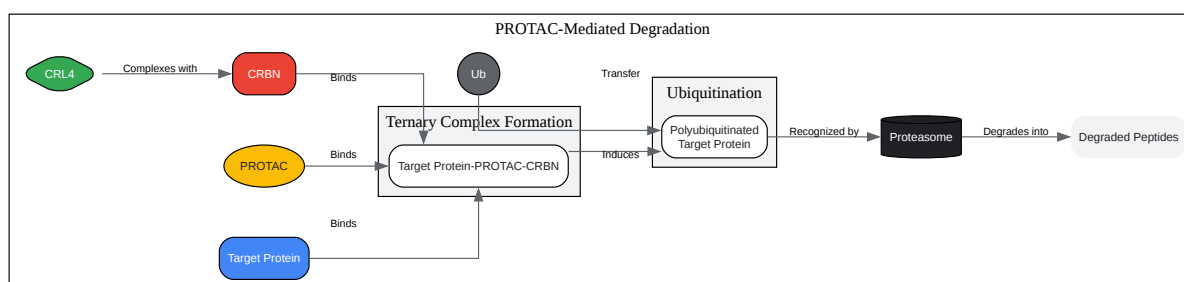 PROTAC-Mediated Degradation
CRL4
Complexes with
CRBN
Binds
Ub
Transfer
Ternary Complex Formation
Target Protein-PROTAC-CRBN
PROTAC
Binds
Target Protein
Binds
Induces
Ubiquitination
Polyubiquitinated
Target Protein
Recognized by
Proteasome
Degrades into
Degraded Peptides